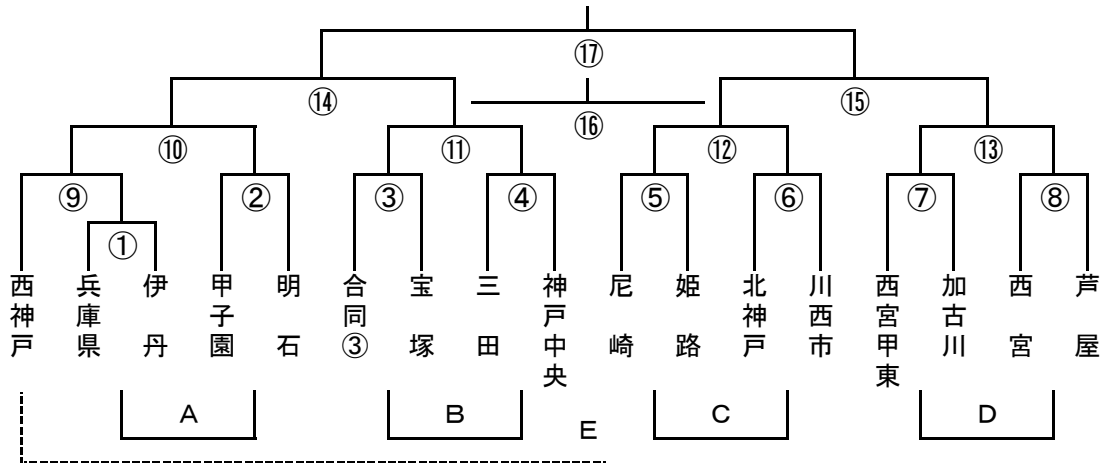 ⑰
⑭
⑮
⑯
⑩
⑪
⑫
⑬
⑨
②
③
④
⑤
⑥
⑦
⑧
①
西神戸
兵庫県
伊丹
甲子園
明石
合同③
宝塚
三田
神戸中央
尼崎
姫路
北神戸
川西市
西宮甲東
加古川
西宮
芦屋
A
B
E
C
D